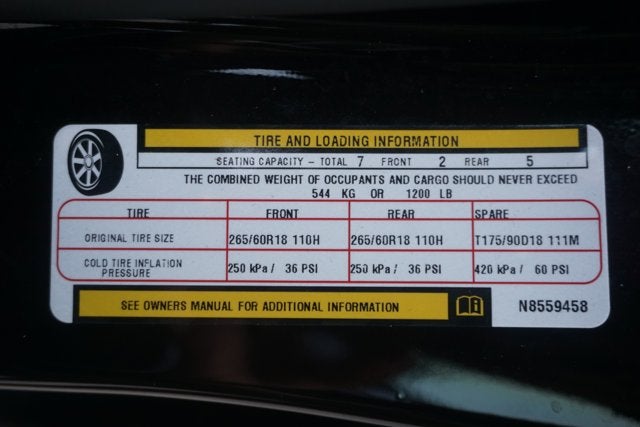 TIRE AND LOADING INFORMATION
SEATING CAPACITY - TOTAL 7 FRONT 2 REAR 5
THE COMBINED WEIGHT OF OCCUPANTS AND CARGO SHOULD NEVER EXCEED
544 KG OR 1200 LB
TIRE FRONT REAR SPARE
ORIGINAL TIRE SIZE 265/60R18 110H 265/60R18 110H T175/90D18 111M
COLD TIRE INFLATION
PRESSURE 250 kPa / 36 PSI 250 kPa / 36 PSI 420 kPa / 60 PSI
SEE OWNERS MANUAL FOR ADDITIONAL INFORMATION N8559458